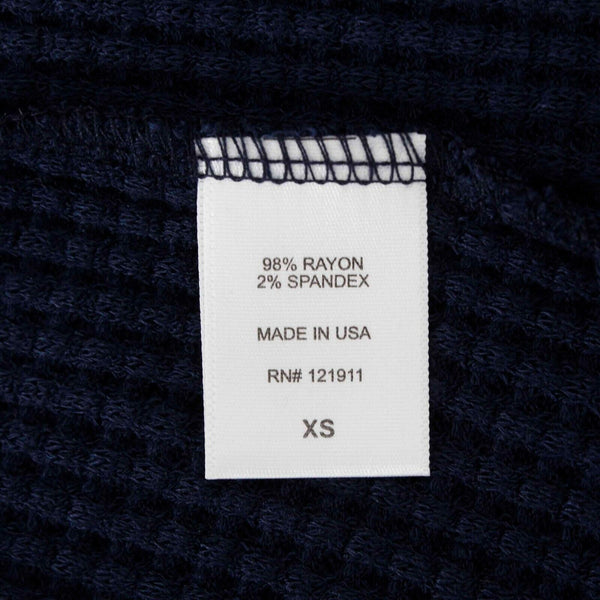 98% RAYON
2% SPANDEX
MADE IN USA
RN# 121911
XS